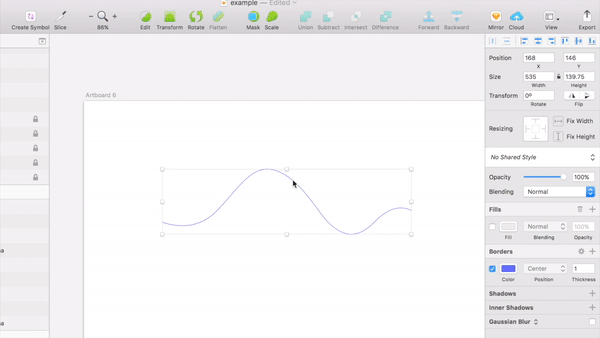 example — Edited
Create Symbol Slice 86% Edit Transform Rotate Flatten Mask Scale Union Subtract Intersect Difference Forward Backward Mirror Cloud View Export
Artboard 6
Position 168 146
X Y
Size 535 139.75
Width Height
Transform 0º
Rotate Flip
Resizing Fix Width
Fix Height
No Shared Style
Opacity 100%
Blending Normal
Fills
Normal 100%
Fill Blending Opacity
Borders
Center 1
Color Position Thickness
Shadows
Inner Shadows
Gaussian Blur